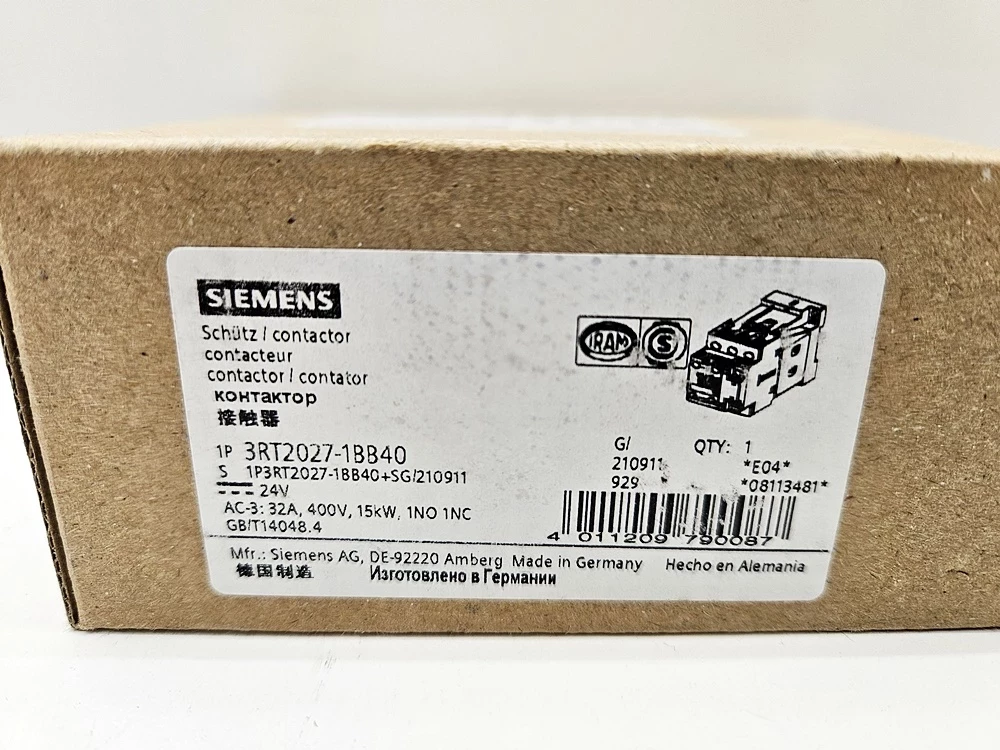 SIEMENS
Schütz / contactor
contacteur
contactor / contator
контактор
接触器
IRAM S
1P 3RT2027-1BB40
S 1P3RT2027-1BB40+SG/210911
24V
AC-3: 32A, 400V, 15kW, 1NO 1NC
GB/T14048.4
G/ QTY: 1
210911 *E04*
929 *08113481*
4 011209 790087
Mfr.: Siemens AG, DE-92220 Amberg Made in Germany Hecho en Alemania
德国制造 Изготовлено в Германии